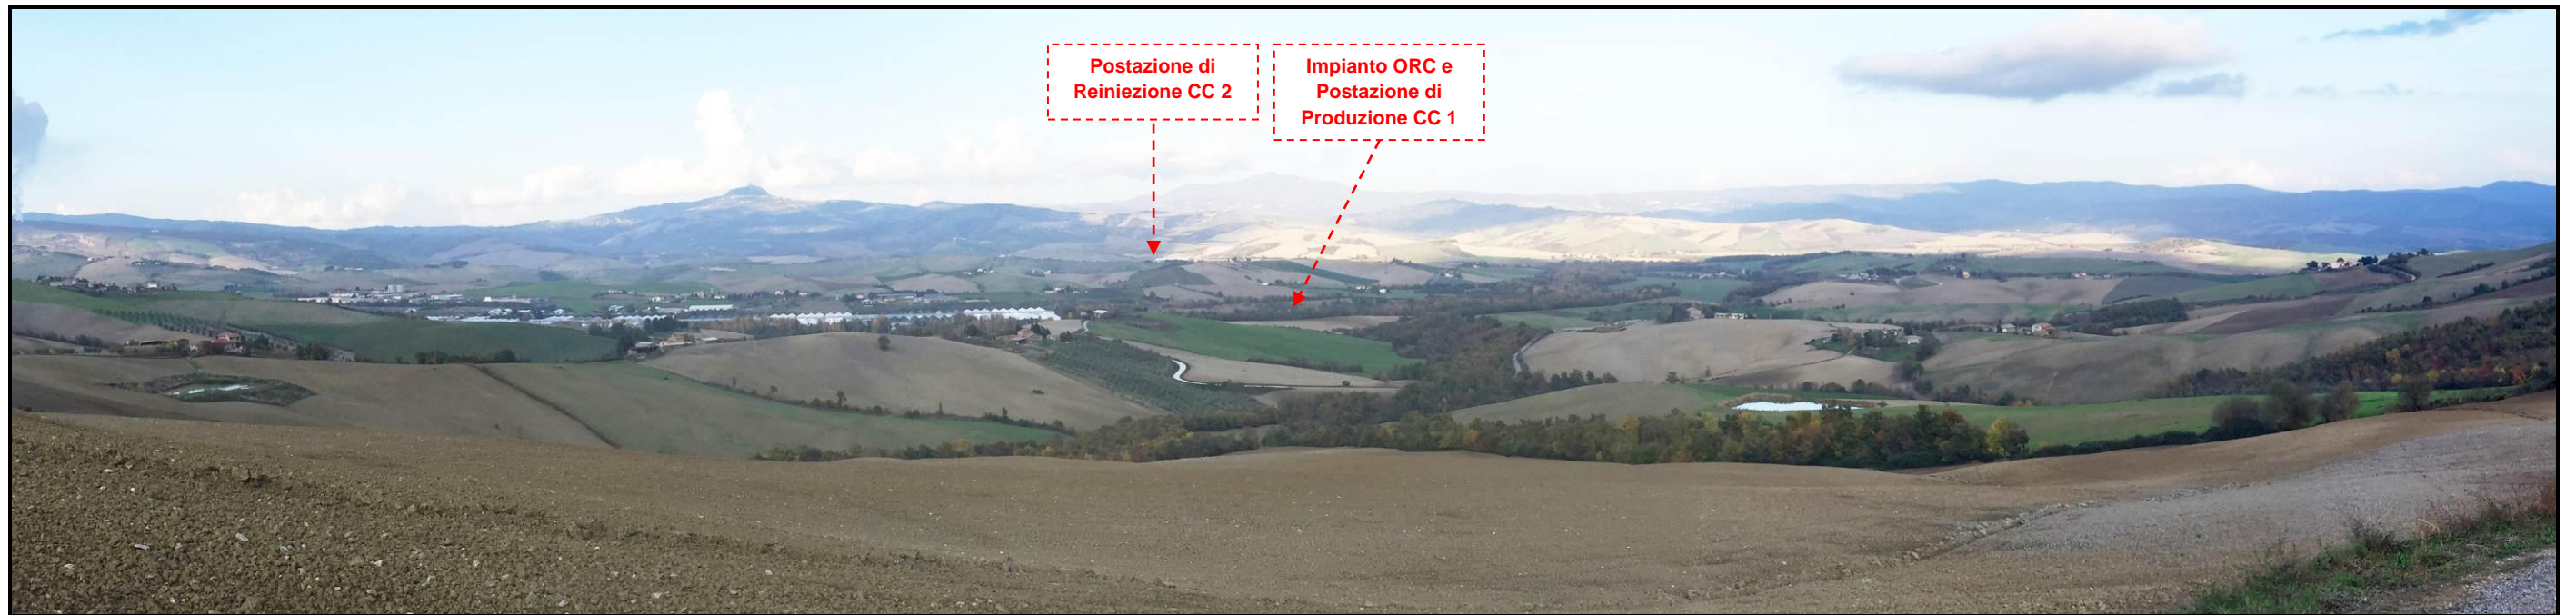 Postazione di
Reiniezione CC 2
Impianto ORC e
Postazione di
Produzione CC 1